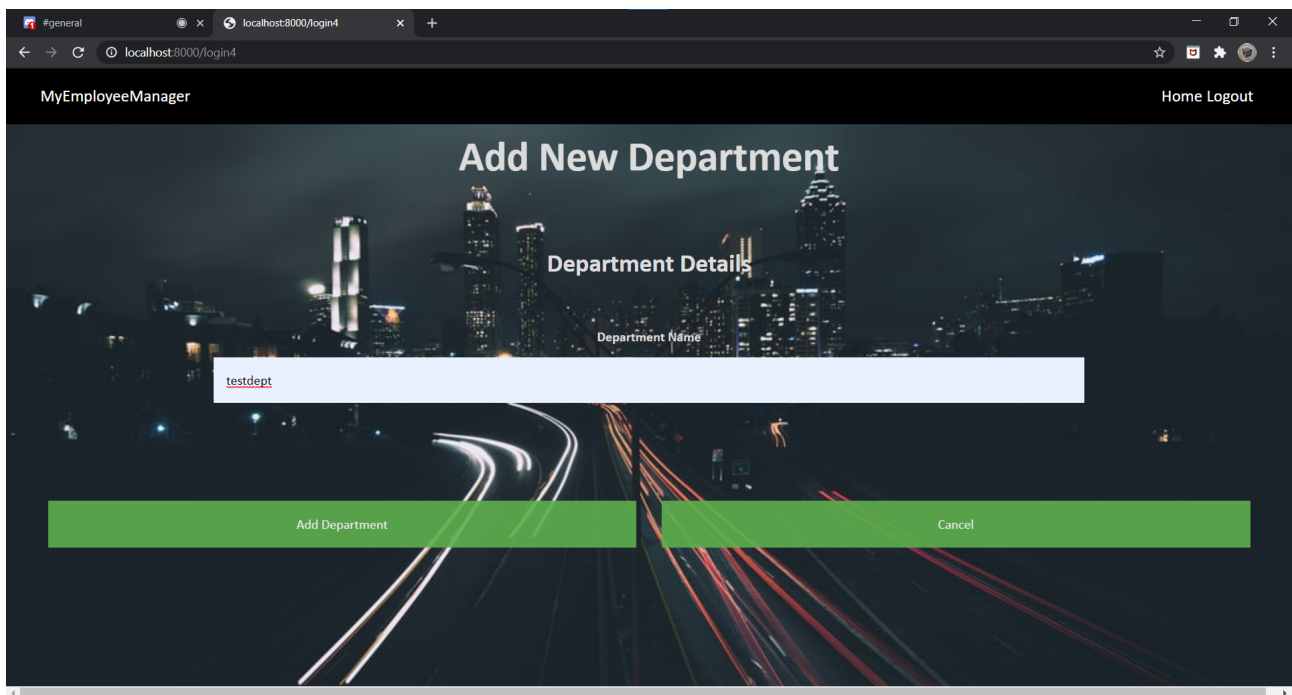 #general
localhost:8000/login4
localhost:8000/login4
MyEmployeeManager
Home Logout
Add New Department
Department Details
Department Name
testdept
Add Department
Cancel